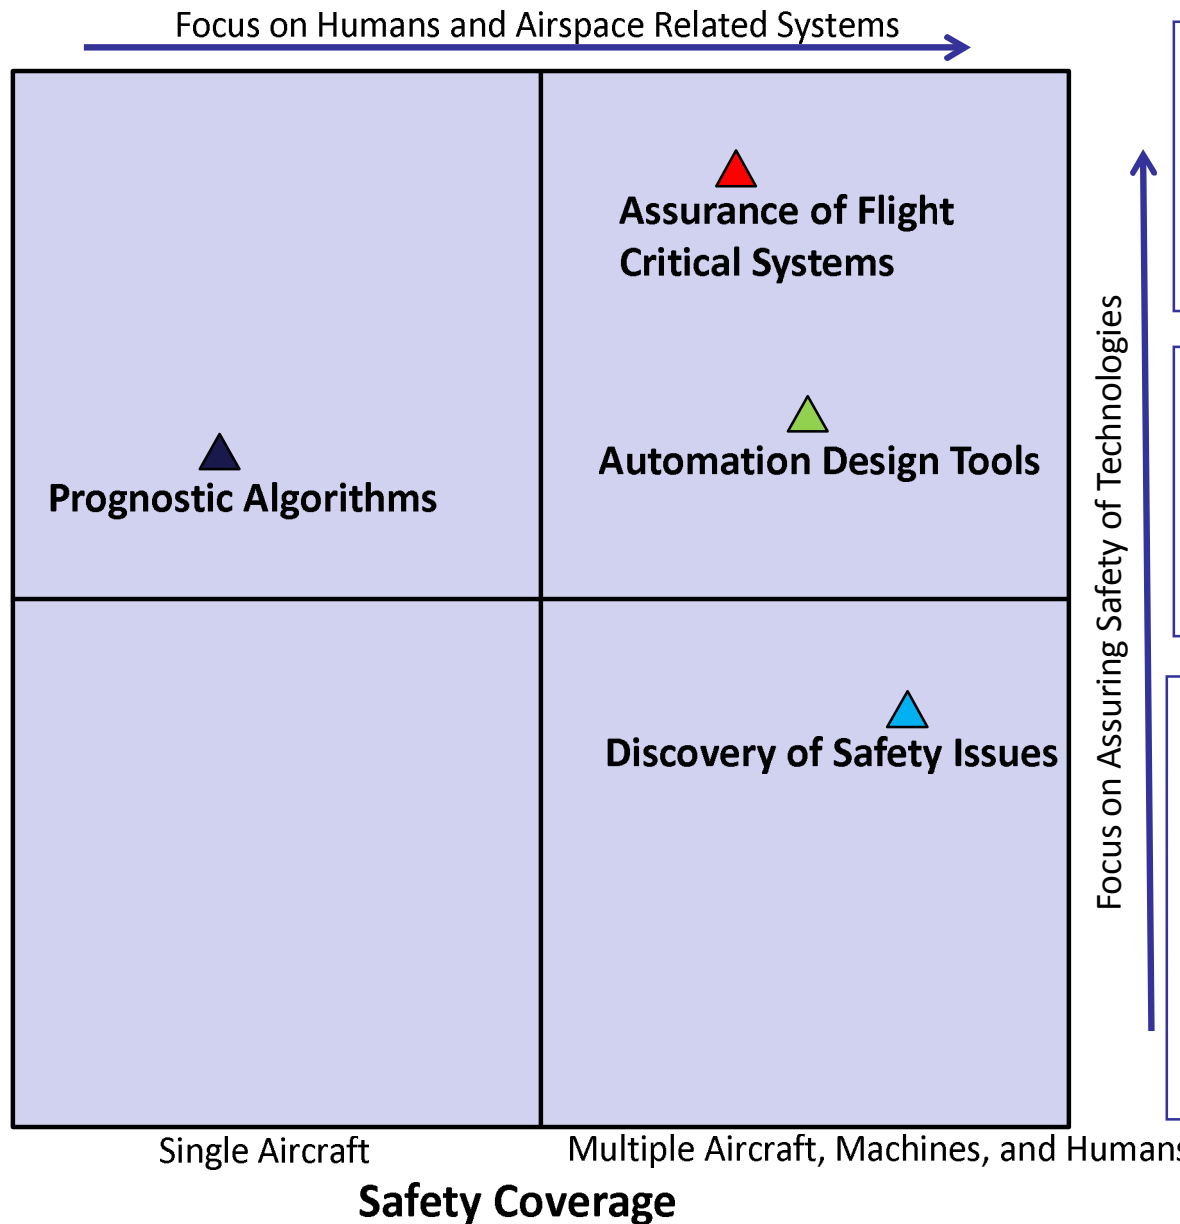 Focus on Humans and Airspace Related Systems
Assurance of Flight
Critical Systems
Automation Design Tools
Prognostic Algorithms
Discovery of Safety Issues
Focus on Assuring Safety of Technologies
Single Aircraft
Multiple Aircraft, Machines, and Humans
Safety Coverage